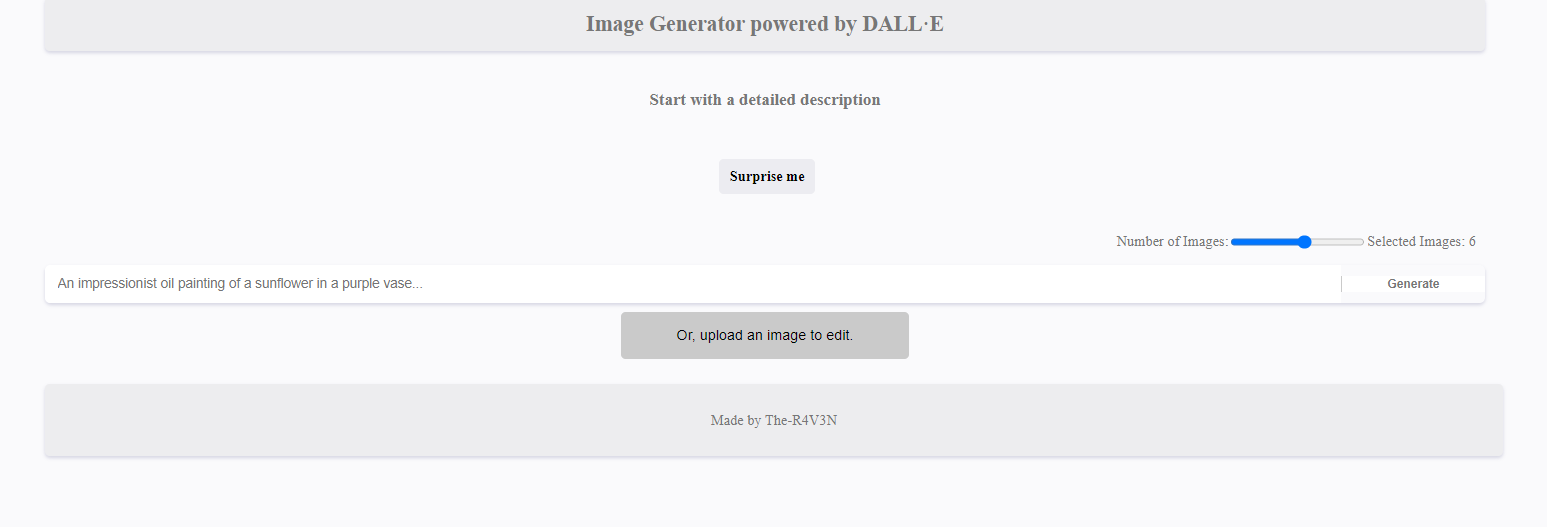 Image Generator powered by DALL·E
Start with a detailed description
Surprise me
Number of Images: Selected Images: 6
An impressionist oil painting of a sunflower in a purple vase... Generate
Or, upload an image to edit.
Made by The-R4V3N